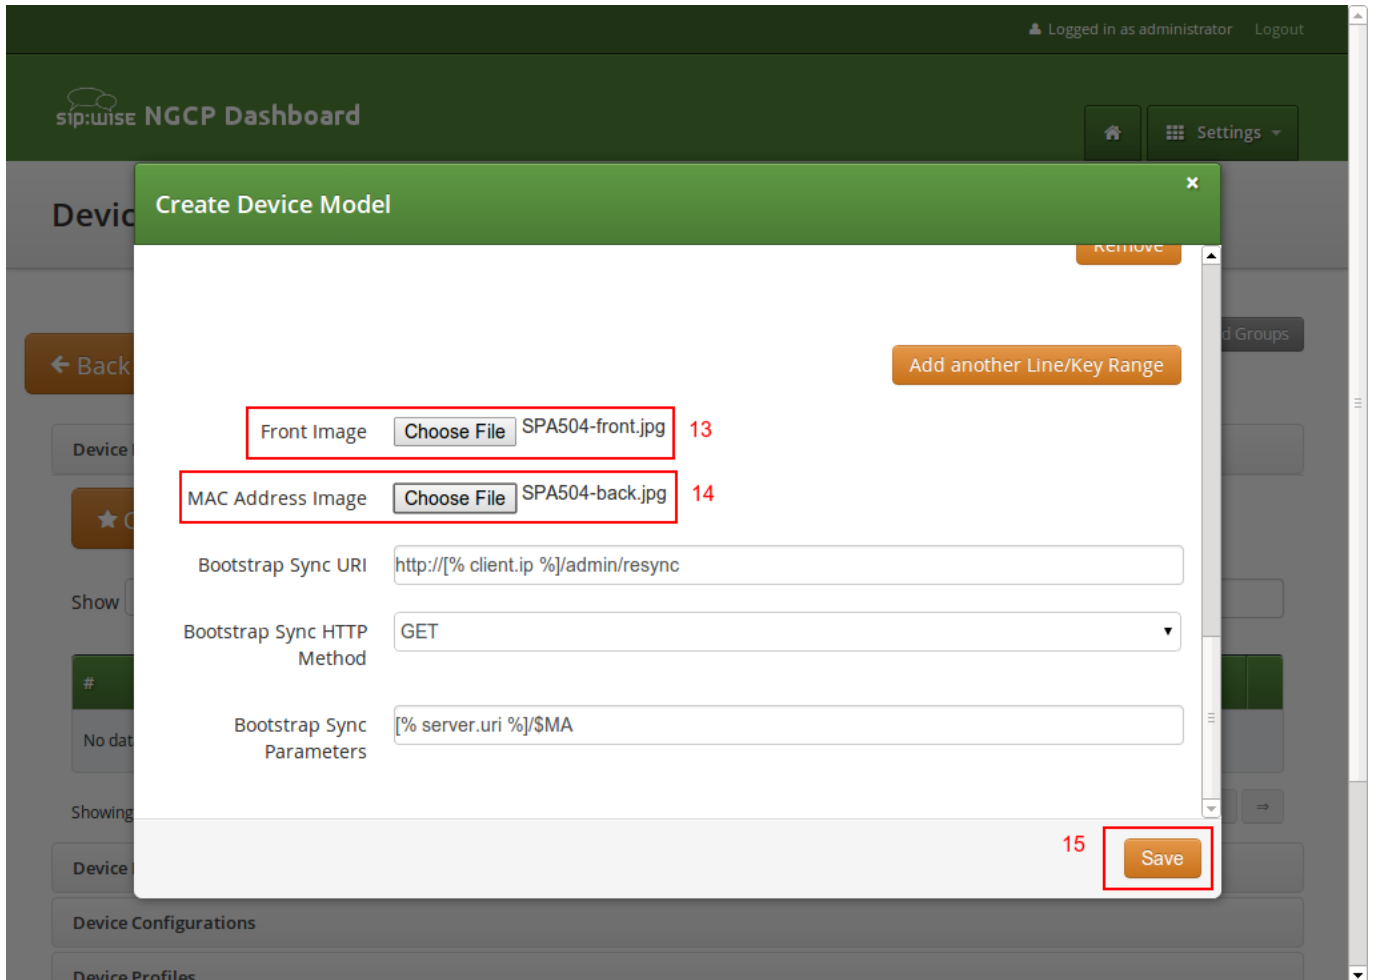 Logged in as administrator Logout
sip:wise NGCP Dashboard
Settings
Create Device Model
×
Devic
Remove
d Groups
Back
Add another Line/Key Range
Front Image Choose File SPA504-front.jpg 13
Device
MAC Address Image Choose File SPA504-back.jpg 14
Bootstrap Sync URI http://[% client.ip %]/admin/resync
Show
Bootstrap Sync HTTP Method GET
#
Bootstrap Sync Parameters [% server.uri %]/$MA
No dat
Showing
15 Save
Device
Device Configurations
Device Profiles